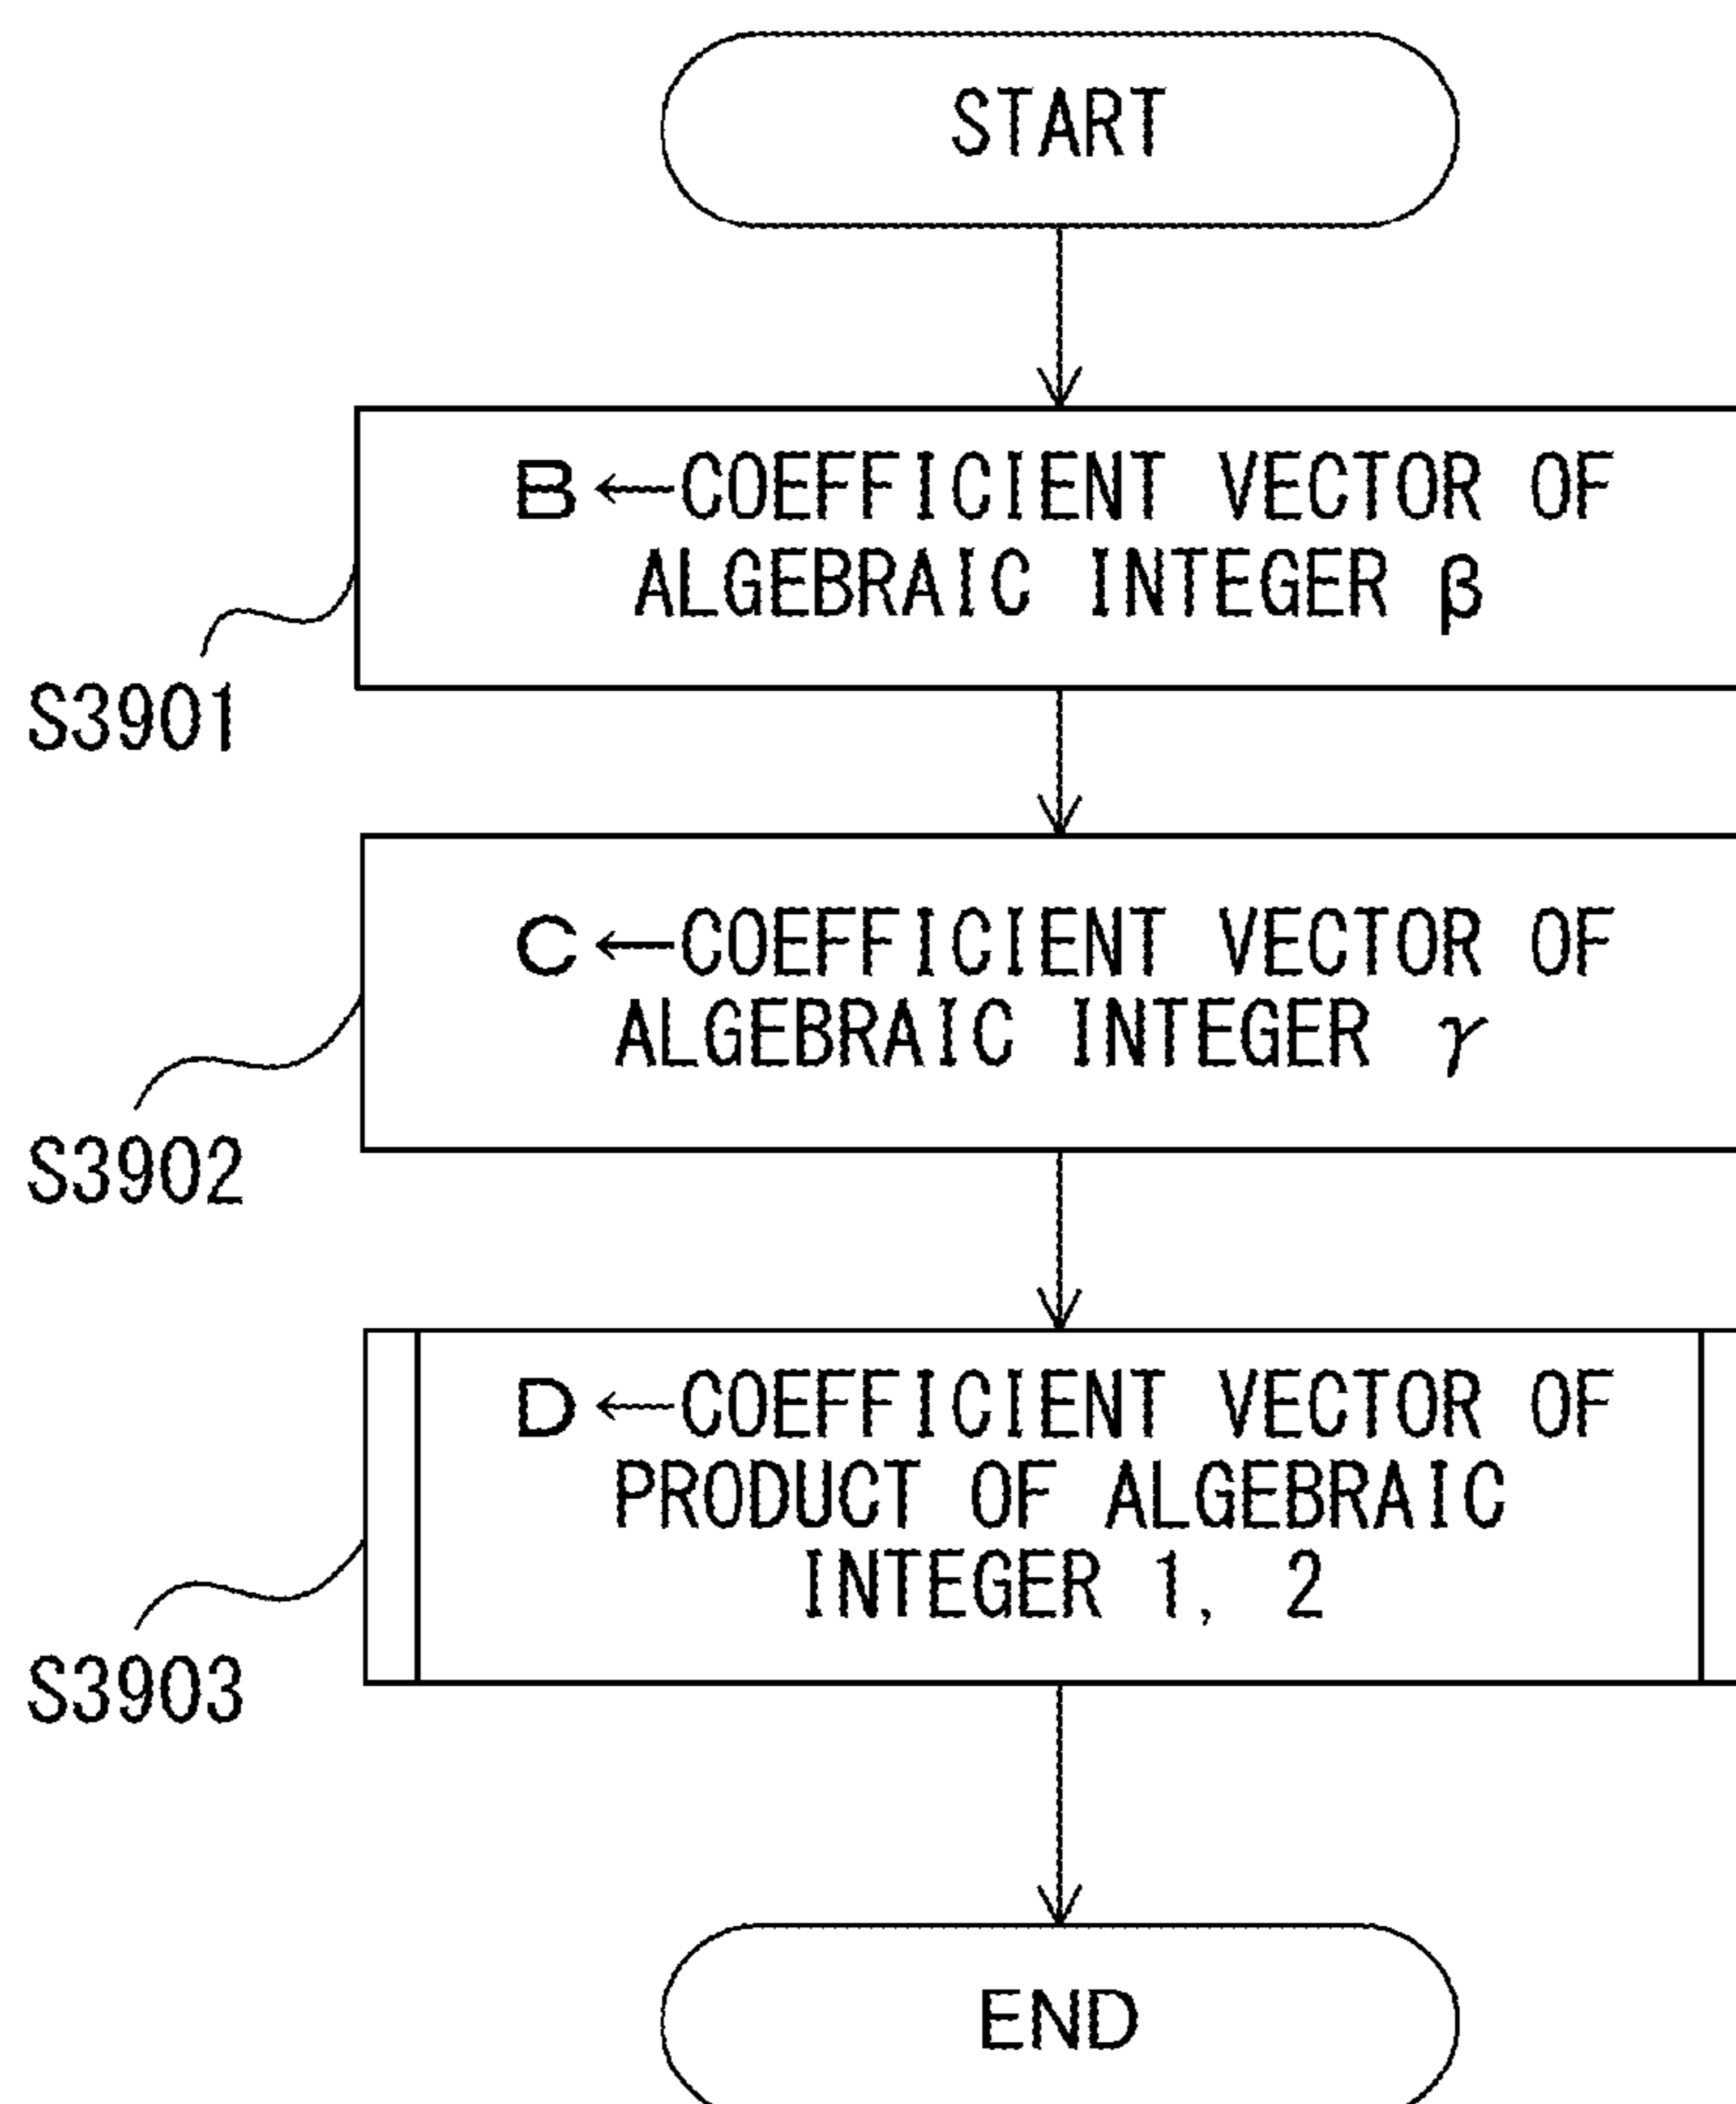 START
B←COEFFICIENT VECTOR OF
ALGEBRAIC INTEGER β
S3901
C←COEFFICIENT VECTOR OF
ALGEBRAIC INTEGER γ
S3902
D←COEFFICIENT VECTOR OF
PRODUCT OF ALGEBRAIC
INTEGER 1, 2
S3903
END